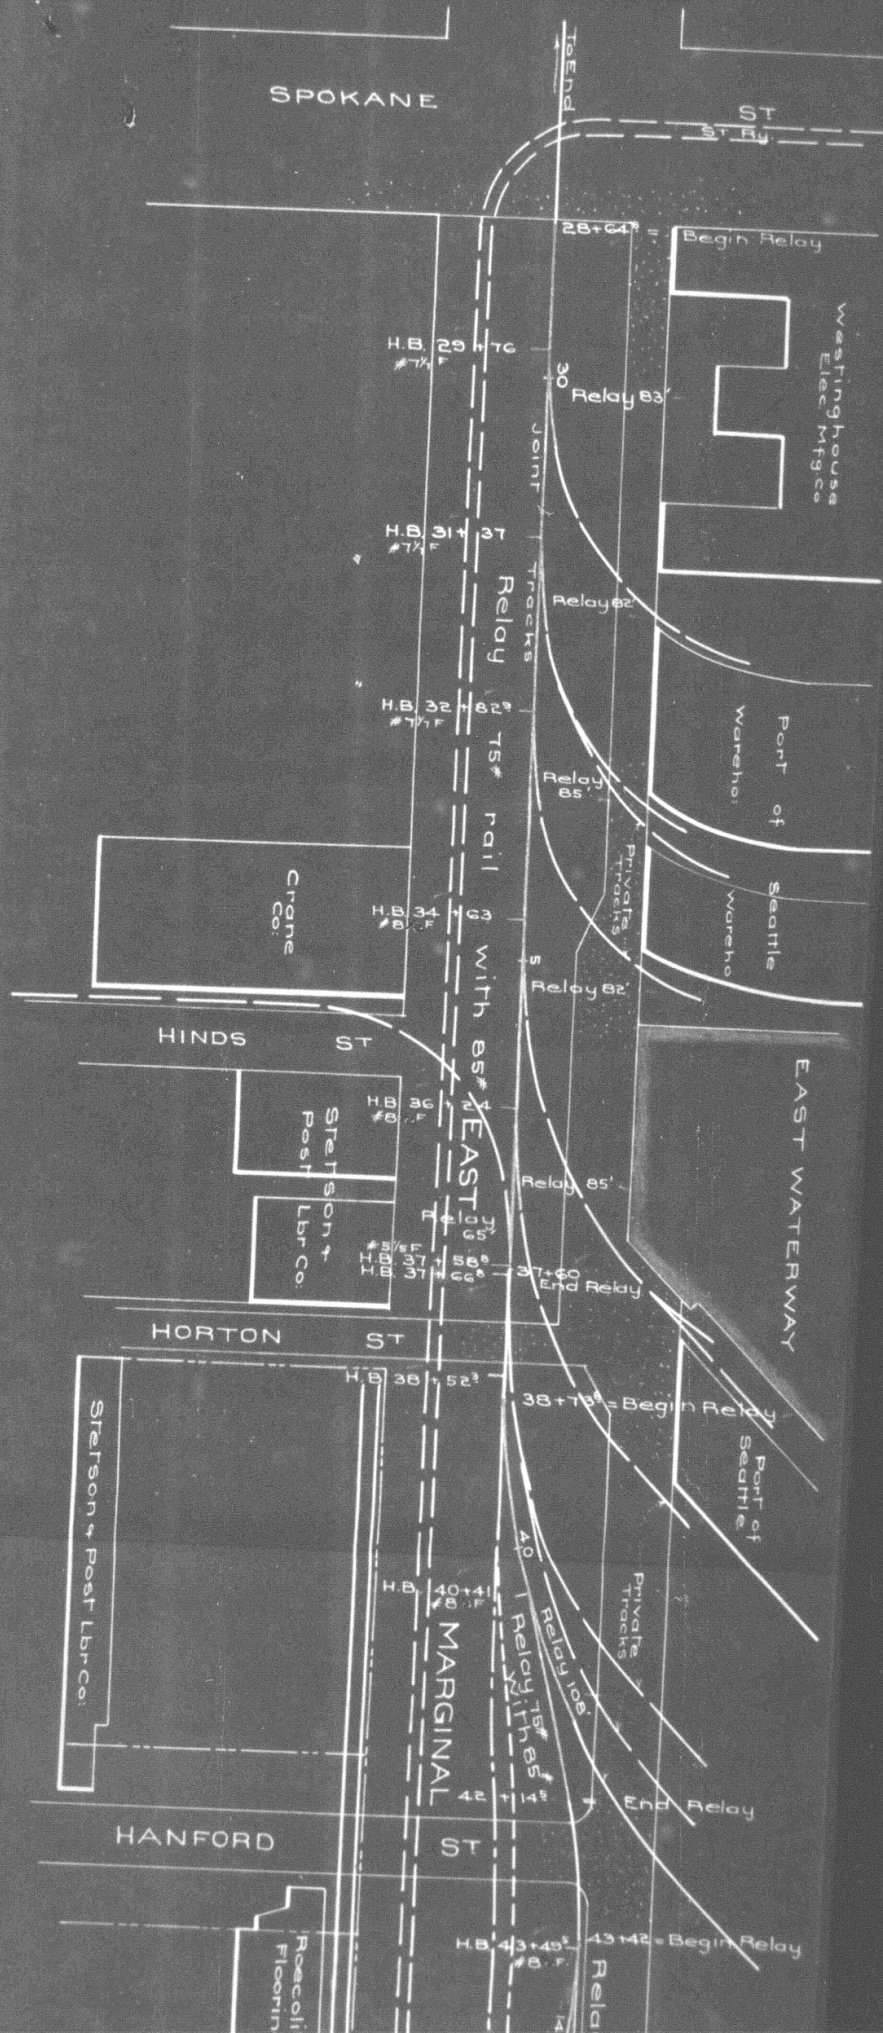 To End
SPOKANE
ST
St. Ry.
28+64⁸ = Begin Relay
H.B. 29+76
#7½ F
30
Relay 83'
Westinghouse
Elec. Mfg Co
Joint
Tracks
H.B. 31+37
#7½ F
Relay 82'
Relay 75# rail with 85#
H.B. 32+82⁹
#7½ F
Port of Seattle
Wareho:
Wareho
Relay
85'
Private
Tracks
Crane
Co:
H.B. 34+63
5
Relay 82'
HINDS ST
EAST WATERWAY
H.B. 36+24
Stetson &
Post Lbr Co:
EAST
Relay 85'
Relay
65'
H.B. 37+58⁸
H.B. 37+66⁸
37+60
End Relay
HORTON ST
H.B. 38+52³
38+73⁸ = Begin Relay
Port of
Seattle
Stetson & Post Lbr Co:
40
H.B. 40+41
Private
Tracks
Relay 108'
Relay 75#
with 85#
MARGINAL
42+14⁵ = End Relay
HANFORD ST
H.B. 43+49⁵
43+42 = Begin Relay
Roecoli
Floorin
Rela